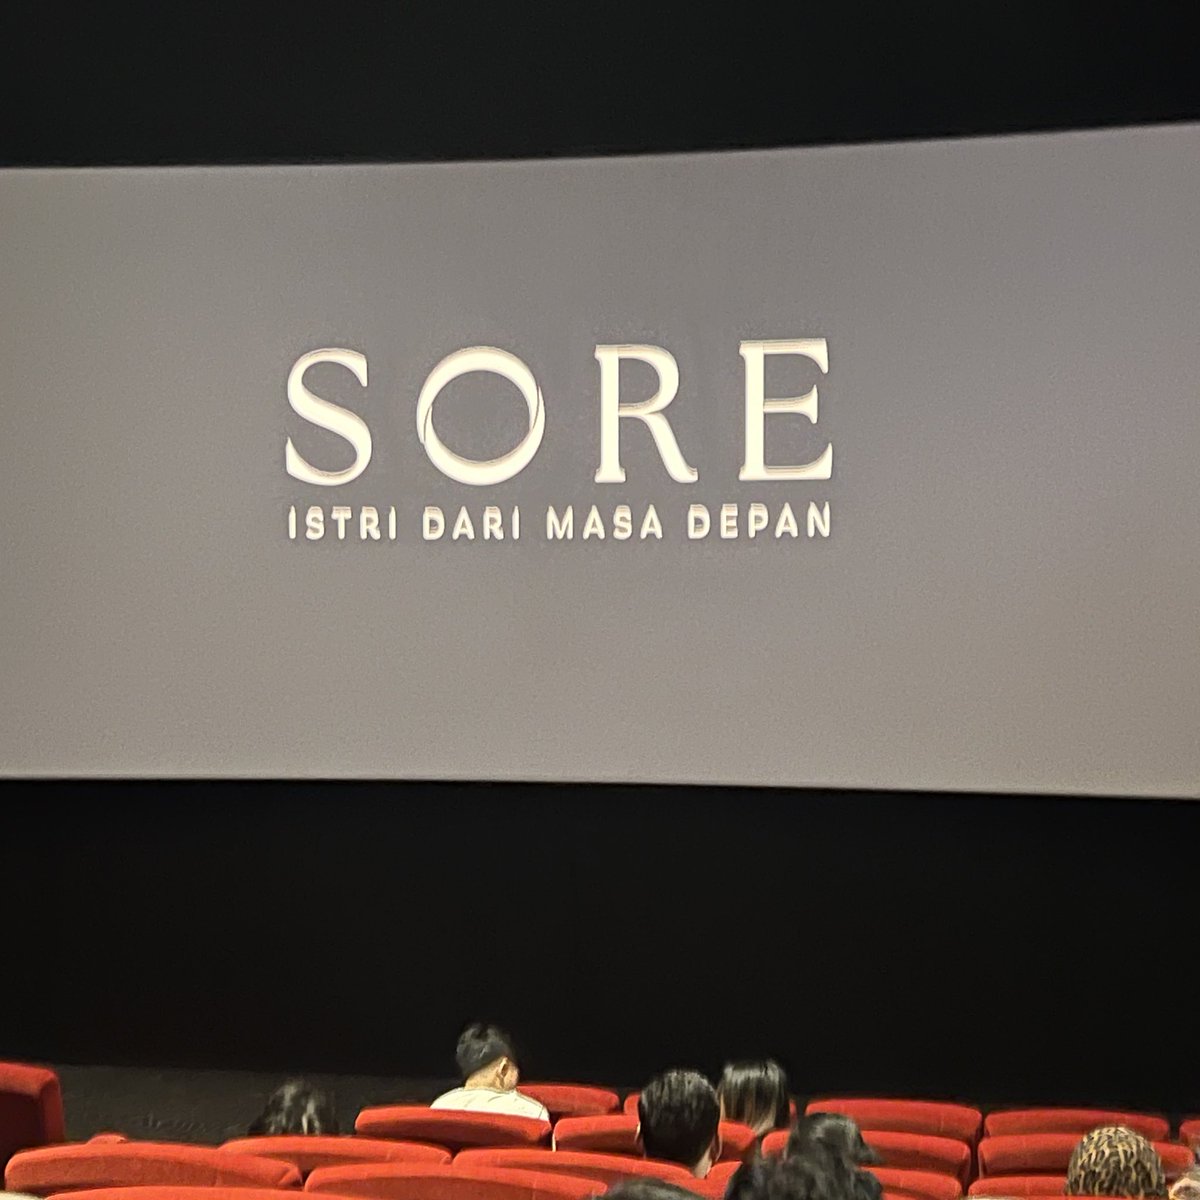 SORE
ISTRI DARI MASA DEPAN